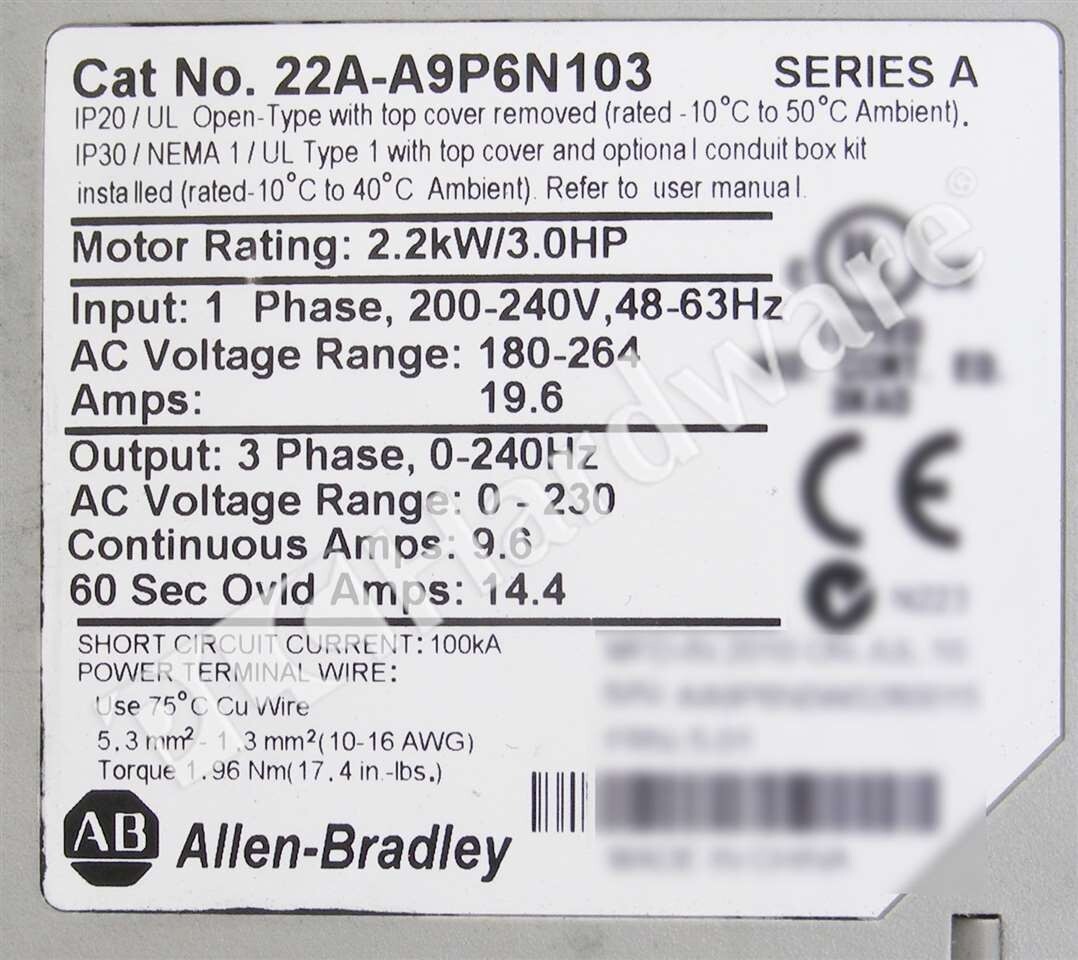 Cat No. 22A-A9P6N103 SERIES A
IP20 / UL Open-Type with top cover removed (rated -10°C to 50°C Ambient).
IP30 / NEMA 1 / UL Type 1 with top cover and optional conduit box kit
installed (rated-10°C to 40°C Ambient). Refer to user manual.
Motor Rating: 2.2kW/3.0HP
Input: 1 Phase, 200-240V,48-63Hz
AC Voltage Range: 180-264
Amps: 19.6
Output: 3 Phase, 0-240Hz
AC Voltage Range: 0 - 230
Continuous Amps: 9.6
60 Sec Ovld Amps: 14.4
SHORT CIRCUIT CURRENT: 100kA
POWER TERMINAL WIRE:
Use 75°C Cu Wire
5.3 mm² - 1.3 mm² (10-16 AWG)
Torque 1.96 Nm(17.4 in.-lbs.)
AB Allen-Bradley
CE
N223
MADE IN CHINA
PLCHardware ©